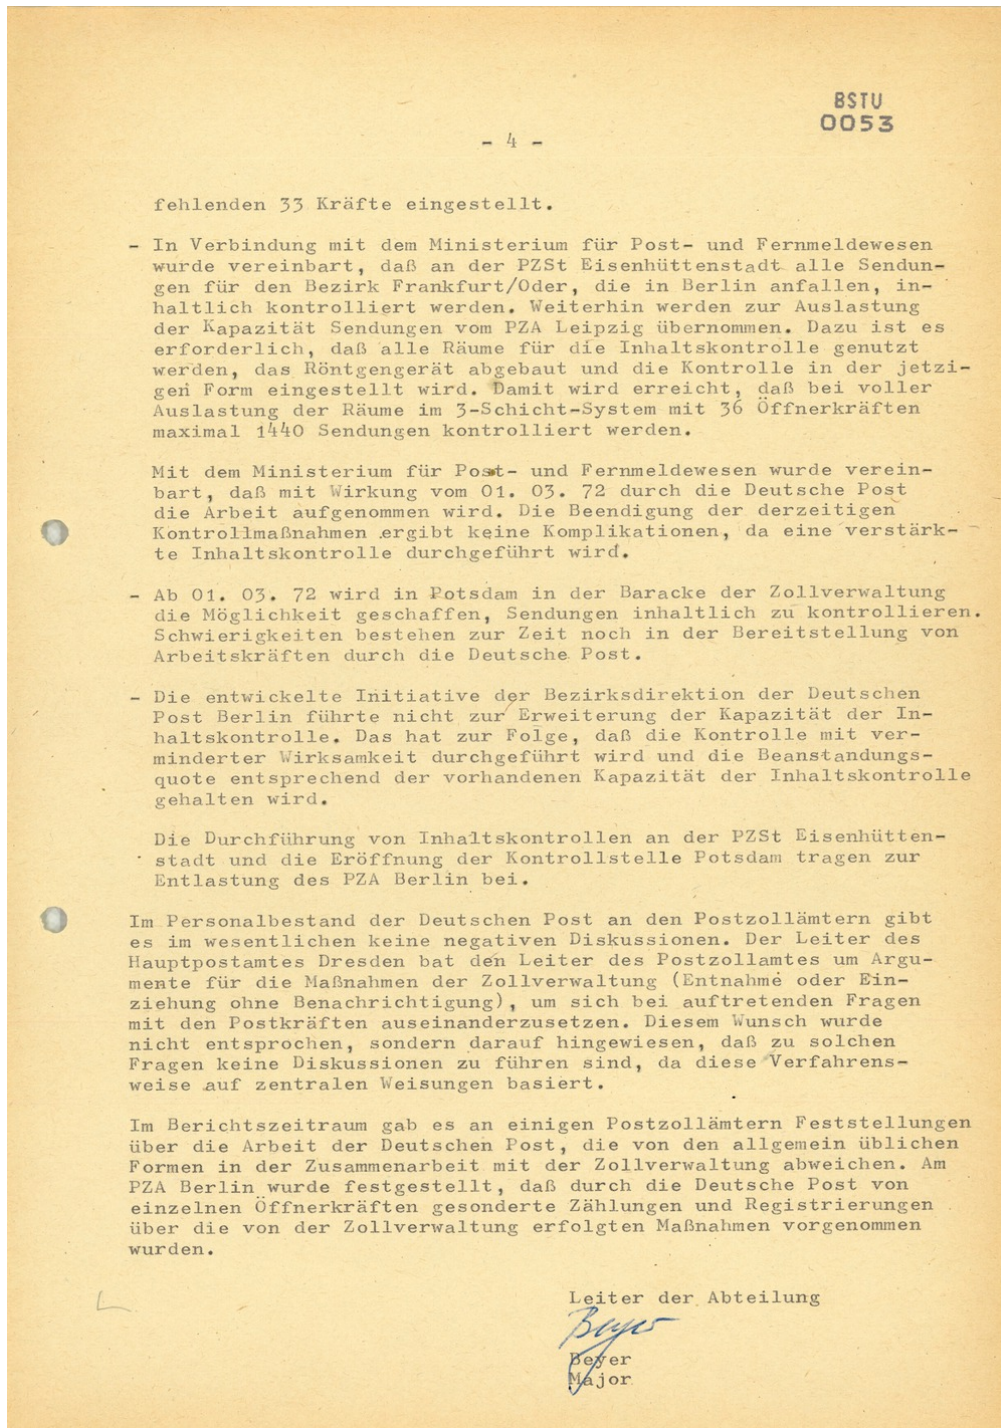 BSTU
0053
- 4 -
fehlenden 33 Kräfte eingestellt.
- In Verbindung mit dem Ministerium für Post- und Fernmeldewesen
wurde vereinbart, daß an der PZSt Eisenhüttenstadt alle Sendun-
gen für den Bezirk Frankfurt/Oder, die in Berlin anfallen, in-
haltlich kontrolliert werden. Weiterhin werden zur Auslastung
der Kapazität Sendungen vom PZA Leipzig übernommen. Dazu ist es
erforderlich, daß alle Räume für die Inhaltskontrolle genutzt
werden, das Röntgengerät abgebaut und die Kontrolle in der jetzi-
gen Form eingestellt wird. Damit wird erreicht, daß bei voller
Auslastung der Räume im 3-Schicht-System mit 36 Öffnerkräften
maximal 1440 Sendungen kontrolliert werden.
Mit dem Ministerium für Post- und Fernmeldewesen wurde verein-
bart, daß mit Wirkung vom 01. 03. 72 durch die Deutsche Post
die Arbeit aufgenommen wird. Die Beendigung der derzeitigen
Kontrollmaßnahmen ergibt keine Komplikationen, da eine verstärk-
te Inhaltskontrolle durchgeführt wird.
- Ab 01. 03. 72 wird in Potsdam in der Baracke der Zollverwaltung
die Möglichkeit geschaffen, Sendungen inhaltlich zu kontrollieren.
Schwierigkeiten bestehen zur Zeit noch in der Bereitstellung von
Arbeitskräften durch die Deutsche Post.
- Die entwickelte Initiative der Bezirksdirektion der Deutschen
Post Berlin führte nicht zur Erweiterung der Kapazität der In-
haltskontrolle. Das hat zur Folge, daß die Kontrolle mit ver-
minderter Wirksamkeit durchgeführt wird und die Beanstandungs-
quote entsprechend der vorhandenen Kapazität der Inhaltskontrolle
gehalten wird.
Die Durchführung von Inhaltskontrollen an der PZSt Eisenhütten-
stadt und die Eröffnung der Kontrollstelle Potsdam tragen zur
Entlastung des PZA Berlin bei.
Im Personalbestand der Deutschen Post an den Postzollämtern gibt
es im wesentlichen keine negativen Diskussionen. Der Leiter des
Hauptpostamtes Dresden bat den Leiter des Postzollamtes um Argu-
mente für die Maßnahmen der Zollverwaltung (Entnahme oder Ein-
ziehung ohne Benachrichtigung), um sich bei auftretenden Fragen
mit den Postkräften auseinanderzusetzen. Diesem Wunsch wurde
nicht entsprochen, sondern darauf hingewiesen, daß zu solchen
Fragen keine Diskussionen zu führen sind, da diese Verfahrens-
weise auf zentralen Weisungen basiert.
Im Berichtszeitraum gab es an einigen Postzollämtern Feststellungen
über die Arbeit der Deutschen Post, die von den allgemein üblichen
Formen in der Zusammenarbeit mit der Zollverwaltung abweichen. Am
PZA Berlin wurde festgestellt, daß durch die Deutsche Post von
einzelnen Öffnerkräften gesonderte Zählungen und Registrierungen
über die von der Zollverwaltung erfolgten Maßnahmen vorgenommen
wurden.
Leiter der Abteilung
Beyer
Beyer
Major